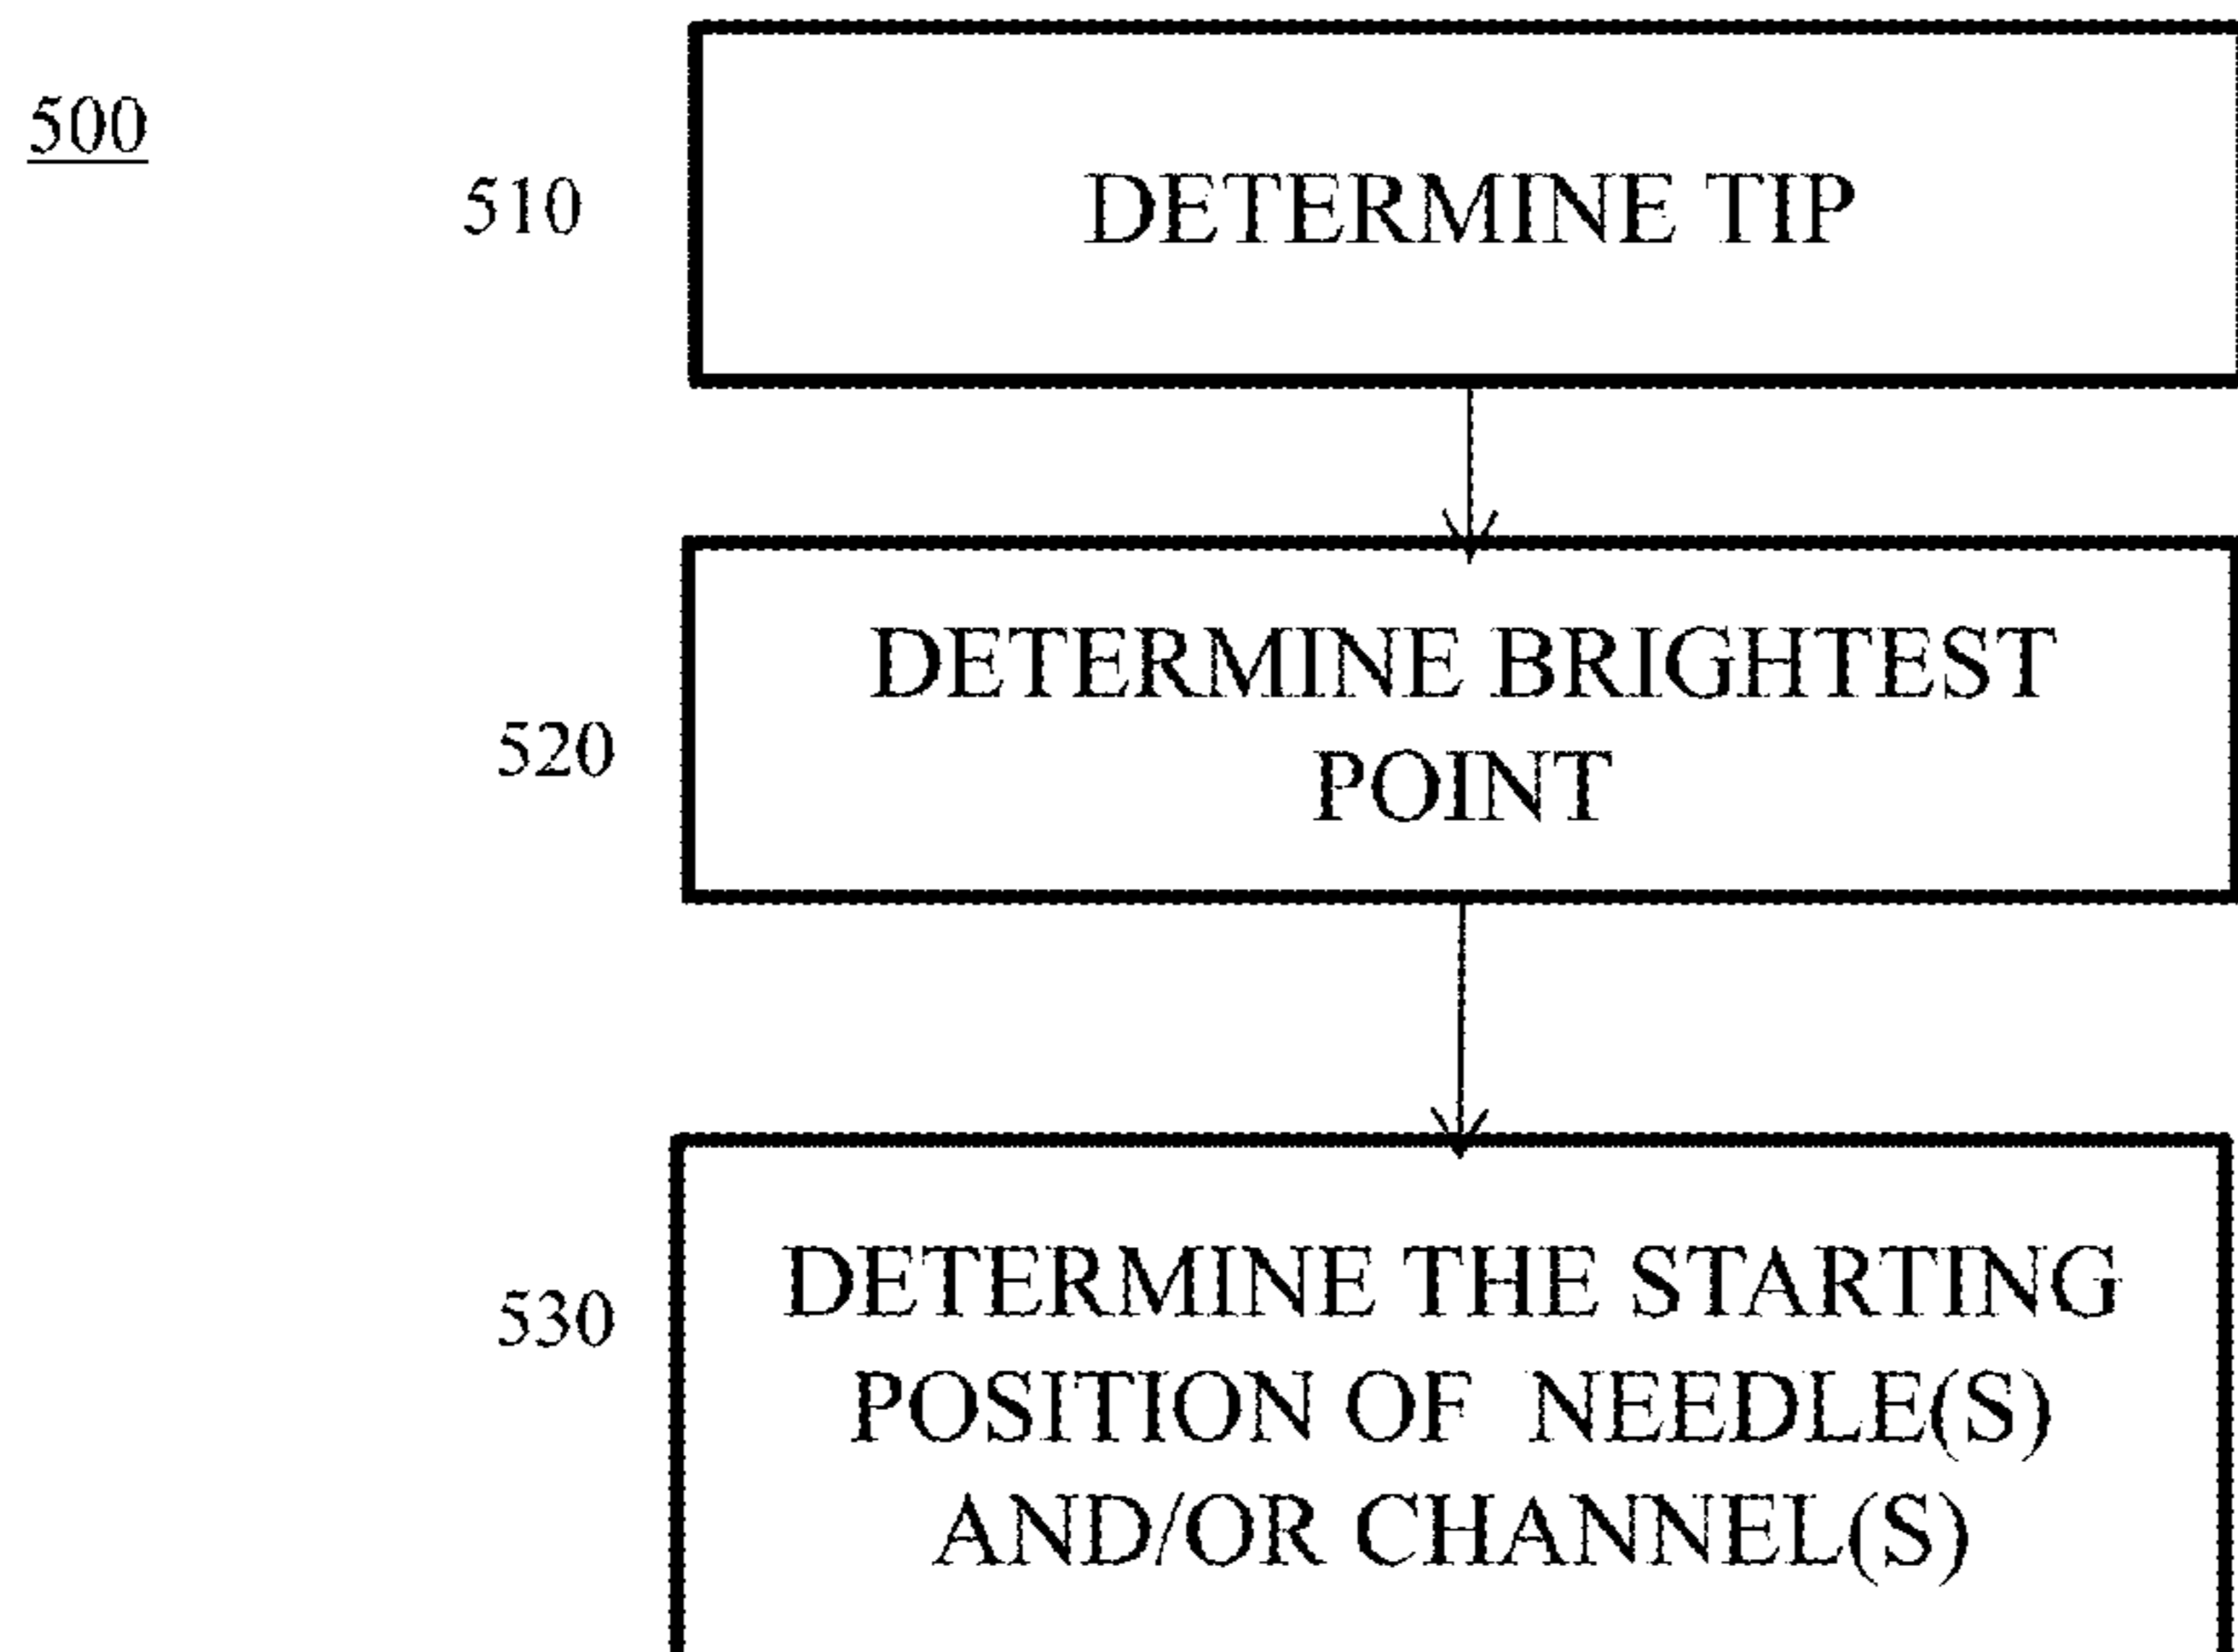 500
510
DETERMINE TIP
520
DETERMINE BRIGHTEST
POINT
530
DETERMINE THE STARTING
POSITION OF NEEDLE(S)
AND/OR CHANNEL(S)